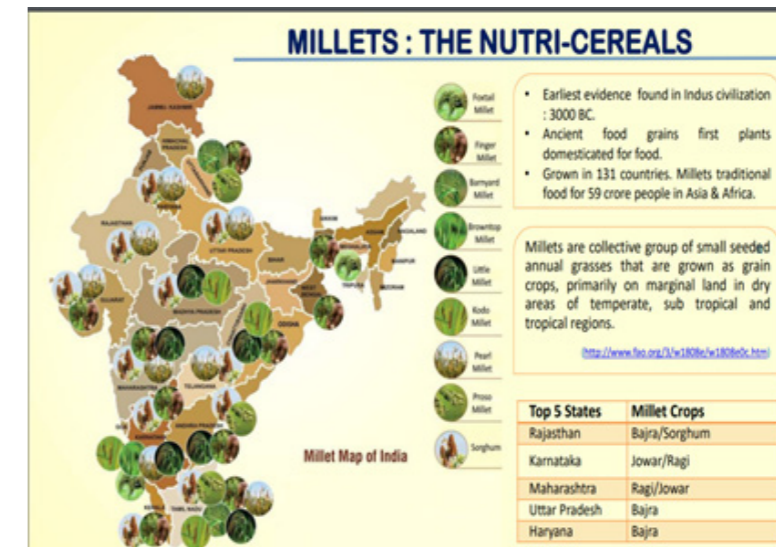 MILLETS : THE NUTRI-CEREALS
• Earliest evidence found in Indus civilization
: 3000 BC.
• Ancient food grains first plants
domesticated for food.
• Grown in 131 countries. Millets traditional
food for 59 crore people in Asia & Africa.
Millets are collective group of small seeded
annual grasses that are grown as grain
crops, primarily on marginal land in dry
areas of temperate, sub tropical and
tropical regions.
(http://www.fao.org/3/w1808e/w1808e0c.htm)
Top 5 States Millet Crops
Rajasthan Bajra/Sorghum
Karnataka Jowar/Ragi
Maharashtra Ragi/Jowar
Uttar Pradesh Bajra
Haryana Bajra
Foxtail
Millet
Finger
Millet
Barnyard
Millet
Browntop
Millet
Little
Millet
Kodo
Millet
Pearl
Millet
Proso
Millet
Sorghum
Millet Map of India
JAMMU KASHMIR
HIMACHAL
PRADESH
RAJASTHAN
UTTAR PRADESH
BIHAR
SIKKIM
ASSAM
NAGALAND
MEGHALAYA
MANIPUR
TRIPURA
MIZORAM
GUJARAT
MADHYA PRADESH
WEST
BENGAL
ODISHA
MAHARASHTRA
TELANGANA
GOA
KARNATAKA
ANDHRA PRADESH
KERALA
TAMIL NADU